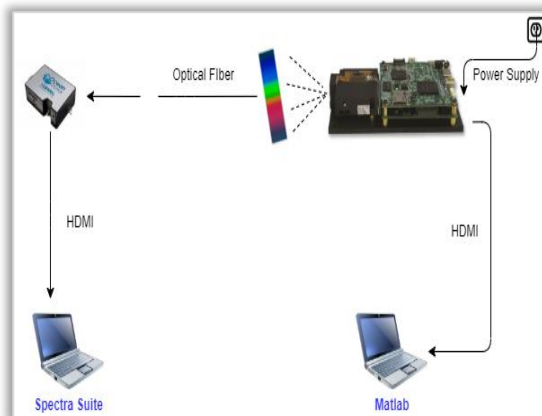 Optical FIber
Power Supply
HDMI
HDMI
Spectra Suite
Matlab